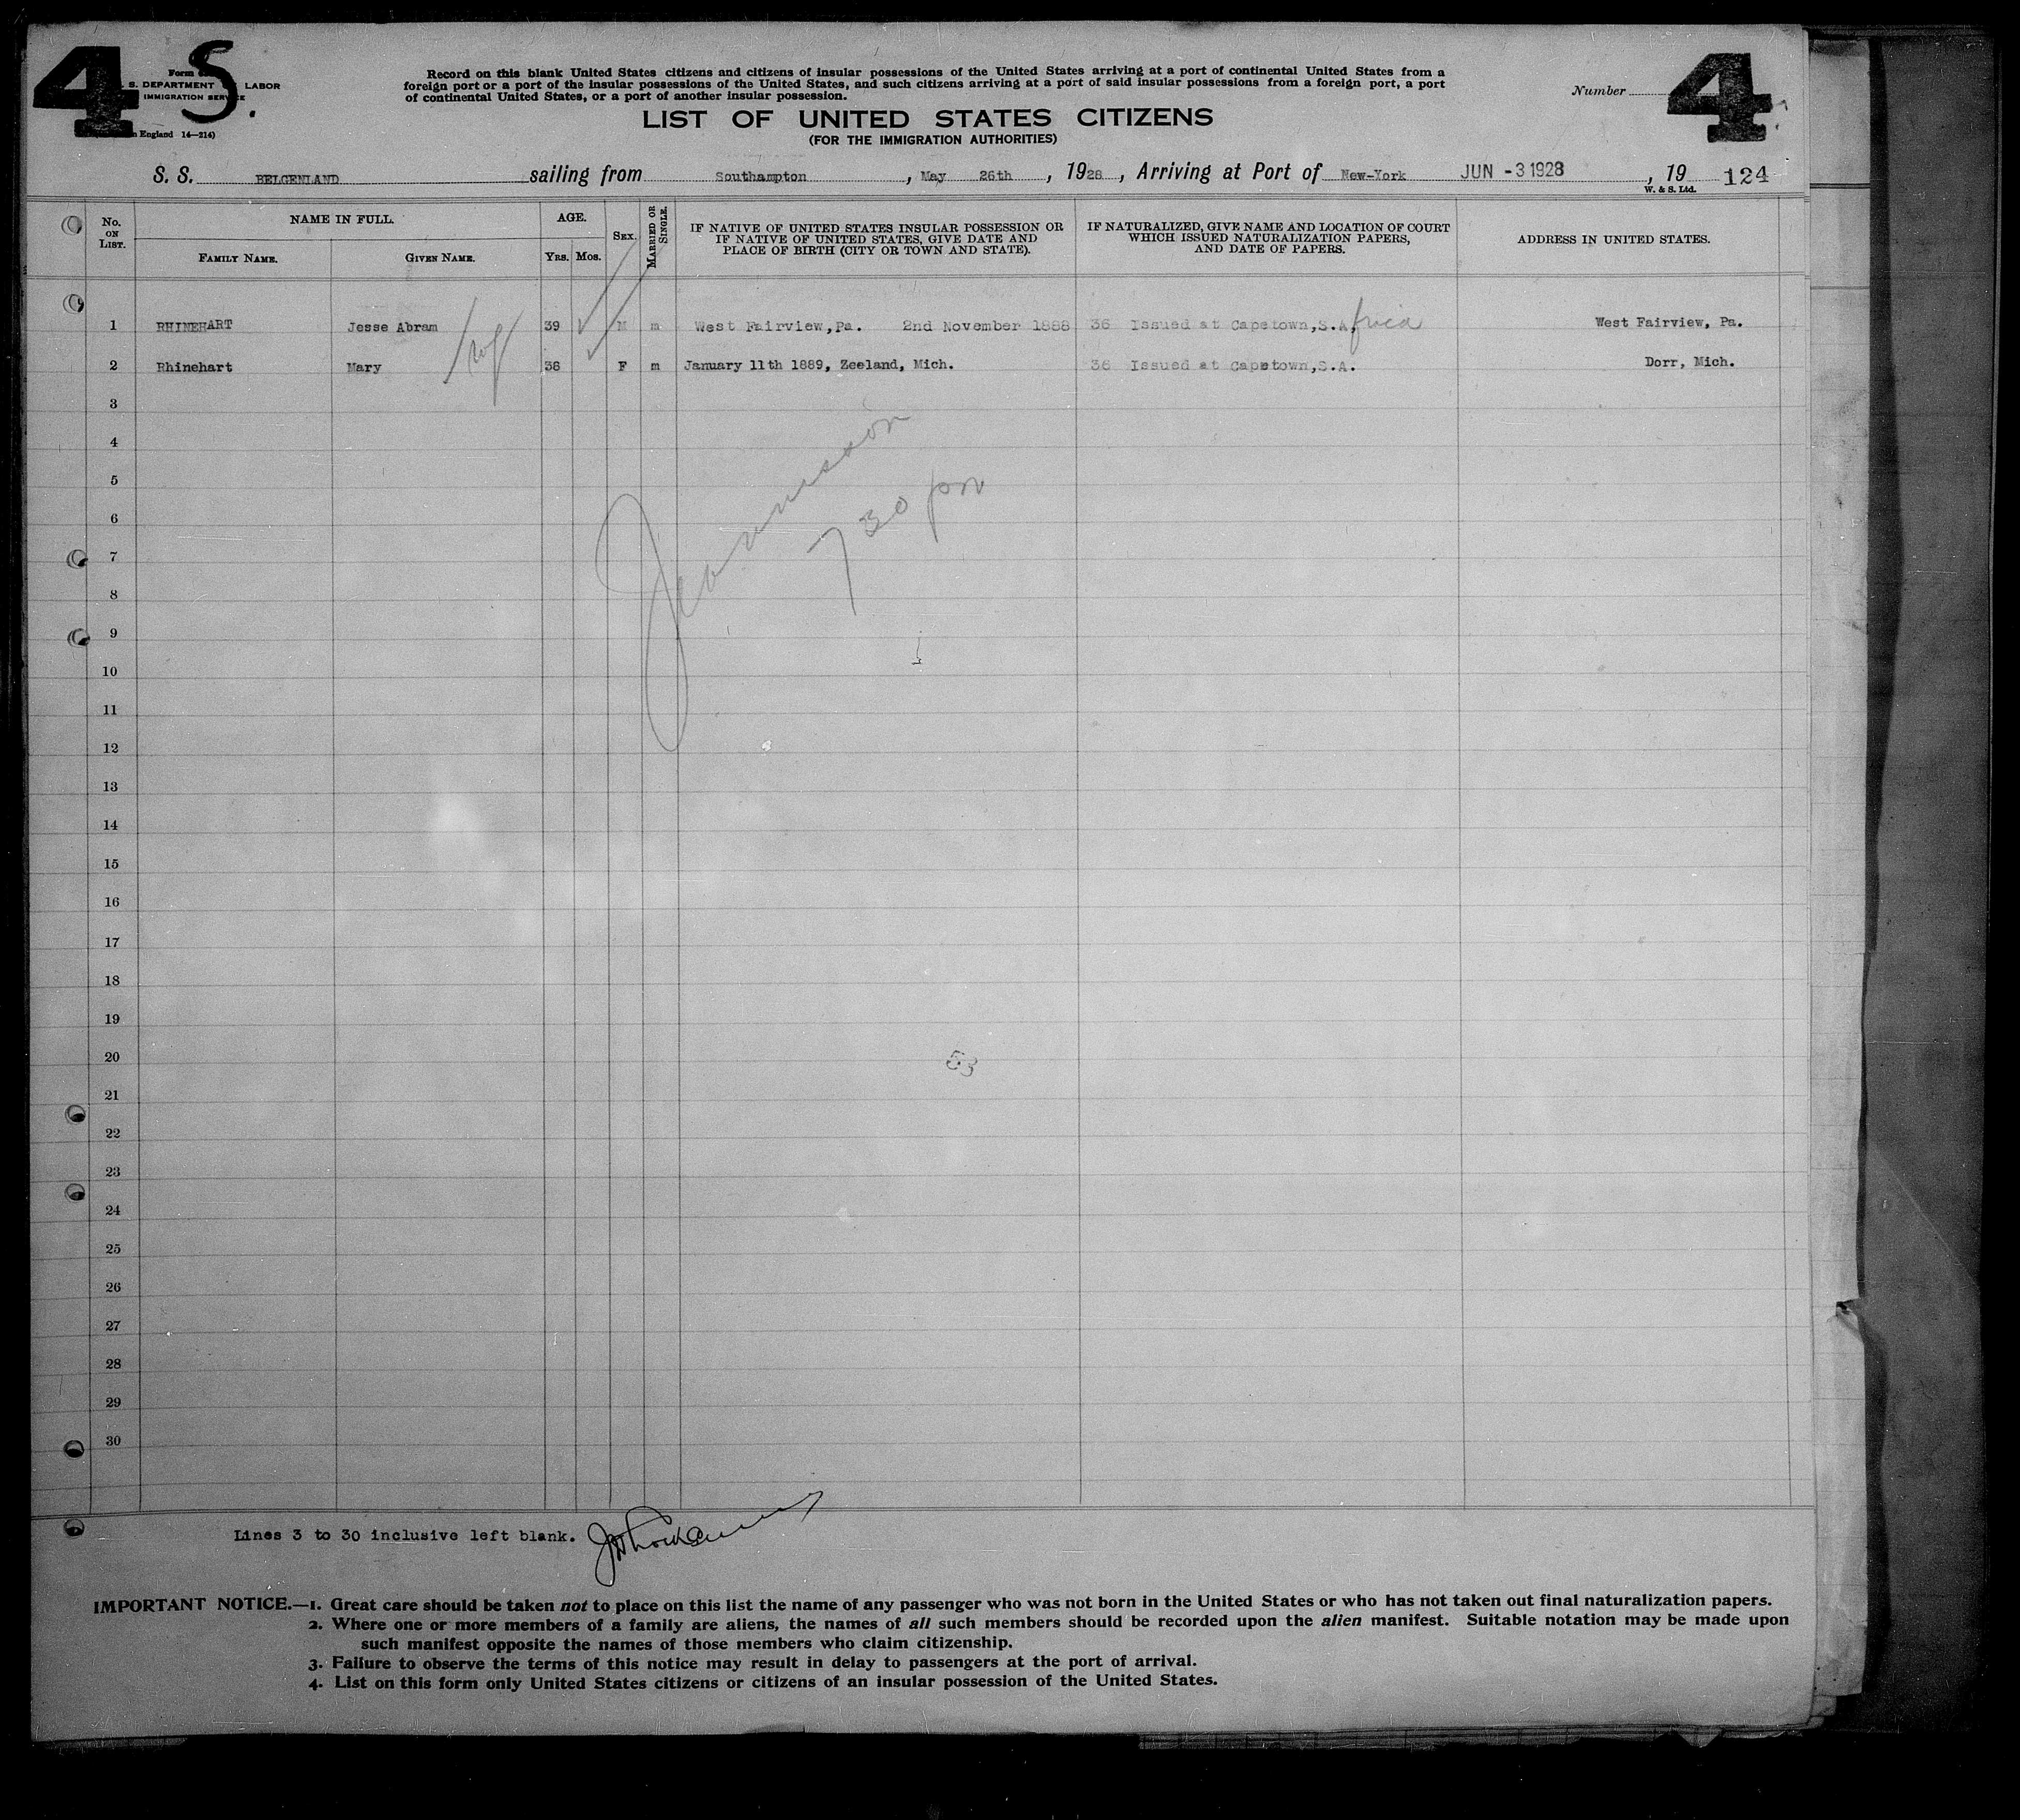 4 S. 4
Form
S. DEPARTMENT LABOR
IMMIGRATION SERVICE
England 14—214)
Record on this blank United States citizens and citizens of insular possessions of the United States arriving at a port of continental United States from a
foreign port or a port of the insular possessions of the United States, and such citizens arriving at a port of said insular possessions from a foreign port, a port
of continental United States, or a port of another insular possession.
Number
LIST OF UNITED STATES CITIZENS
(FOR THE IMMIGRATION AUTHORITIES)
S. S. BELGENLAND sailing from Southampton, May 26th, 1928, Arriving at Port of New-York JUN -3 1928, 19 124
W. & S. Ltd.
No. ON LIST.
NAME IN FULL.
FAMILY NAME.
GIVEN NAME.
AGE.
YRS. MOS.
SEX.
MARRIED OR SINGLE.
IF NATIVE OF UNITED STATES INSULAR POSSESSION OR
IF NATIVE OF UNITED STATES, GIVE DATE AND
PLACE OF BIRTH (CITY OR TOWN AND STATE).
IF NATURALIZED, GIVE NAME AND LOCATION OF COURT
WHICH ISSUED NATURALIZATION PAPERS,
AND DATE OF PAPERS.
ADDRESS IN UNITED STATES.
1 RHINEHART Jesse Abram 39 M m West Fairview, Pa. 2nd November 1888 36 Issued at Capetown, S. Africa West Fairview, Pa.
wf
2 Rhinehart Mary 38 F m January 11th 1889, Zeeland, Mich. 36 Issued at Capetown, S.A. Dorr, Mich.
3
4
5
6
7
8
9
10
11
12
13
14
15
16
17
18
19
20
21
22
23
24
25
26
27
28
29
30
7 30 pm
53
Lines 3 to 30 inclusive left blank.
IMPORTANT NOTICE.—1. Great care should be taken not to place on this list the name of any passenger who was not born in the United States or who has not taken out final naturalization papers.
2. Where one or more members of a family are aliens, the names of all such members should be recorded upon the alien manifest. Suitable notation may be made upon
such manifest opposite the names of those members who claim citizenship.
3. Failure to observe the terms of this notice may result in delay to passengers at the port of arrival.
4. List on this form only United States citizens or citizens of an insular possession of the United States.